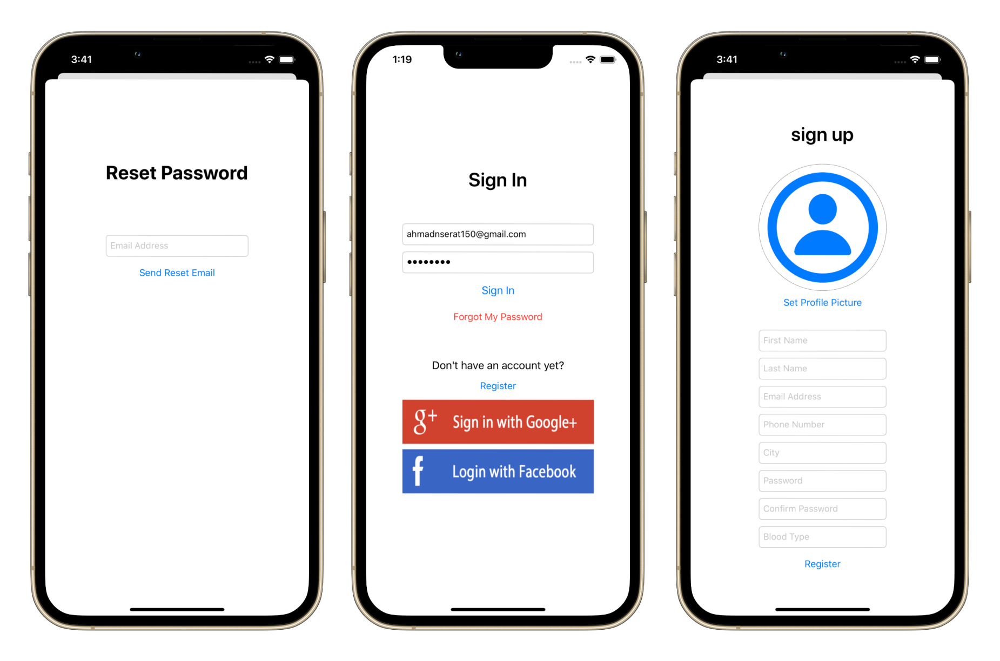 3:41
Reset Password
Email Address
Send Reset Email
1:19
Sign In
ahmadnserat150@gmail.com
••••••••
Sign In
Forgot My Password
Don't have an account yet?
Register
g+ Sign in with Google+
f Login with Facebook
3:41
sign up
Set Profile Picture
First Name
Last Name
Email Address
Phone Number
City
Password
Confirm Password
Blood Type
Register